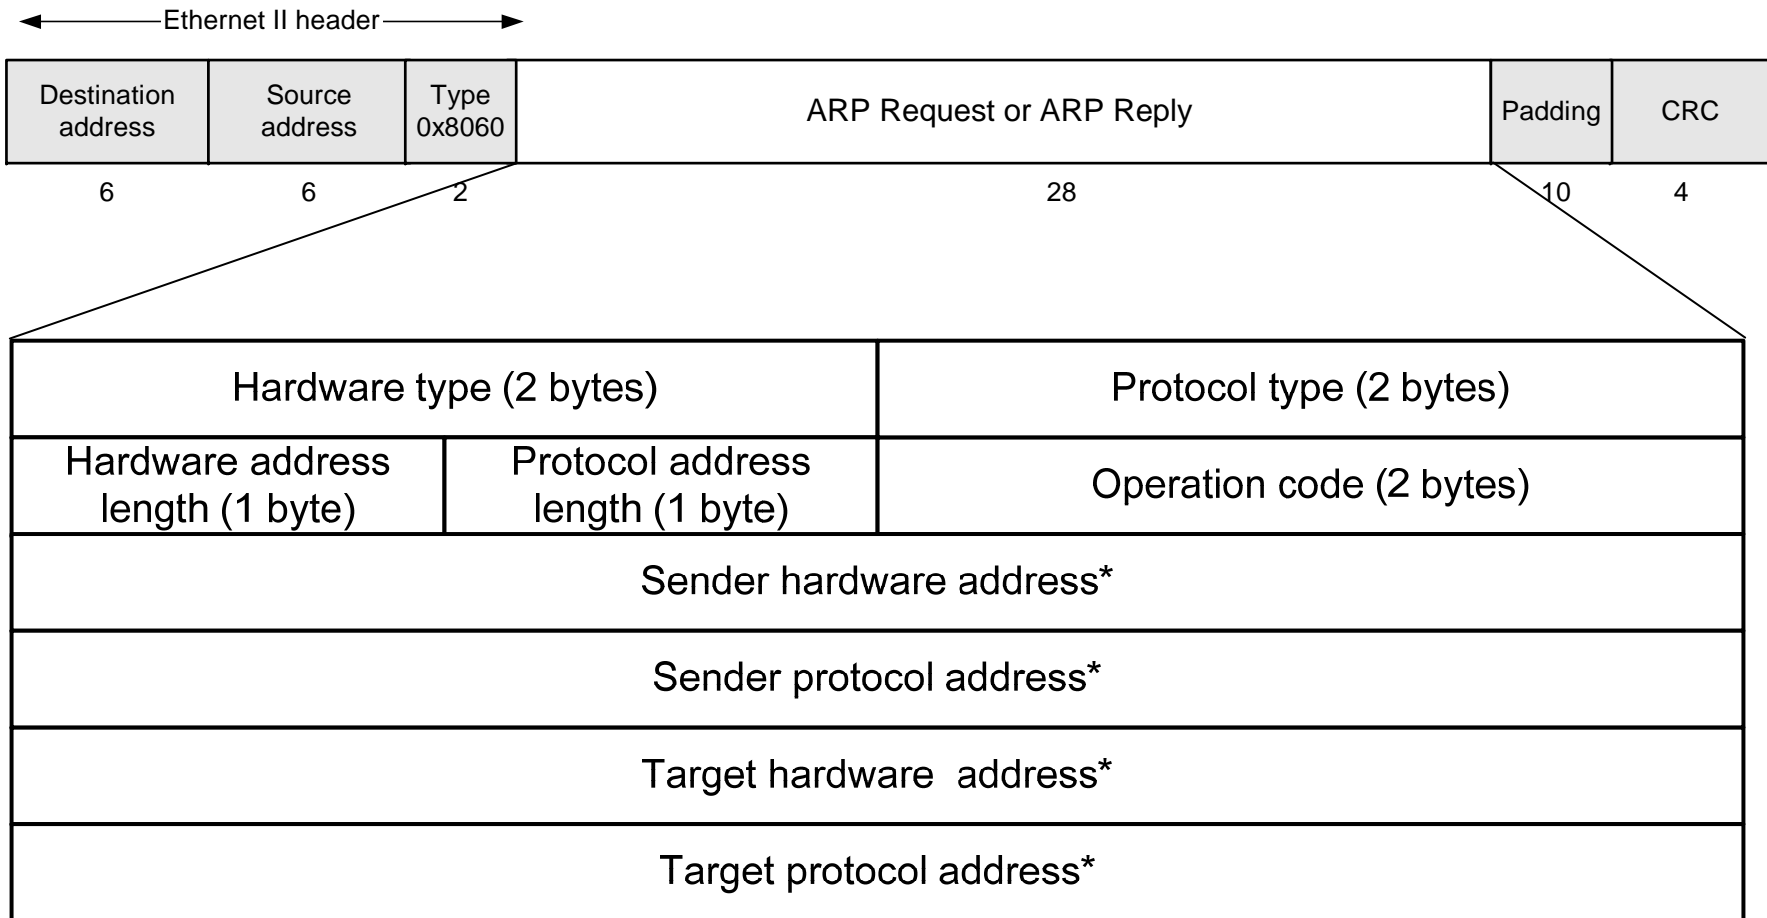 Ethernet II header
Destination address
Source address
Type 0x8060
ARP Request or ARP Reply
Padding
CRC
6
6
2
28
10
4
Hardware type (2 bytes)
Protocol type (2 bytes)
Hardware address length (1 byte)
Protocol address length (1 byte)
Operation code (2 bytes)
Sender hardware address*
Sender protocol address*
Target hardware address*
Target protocol address*